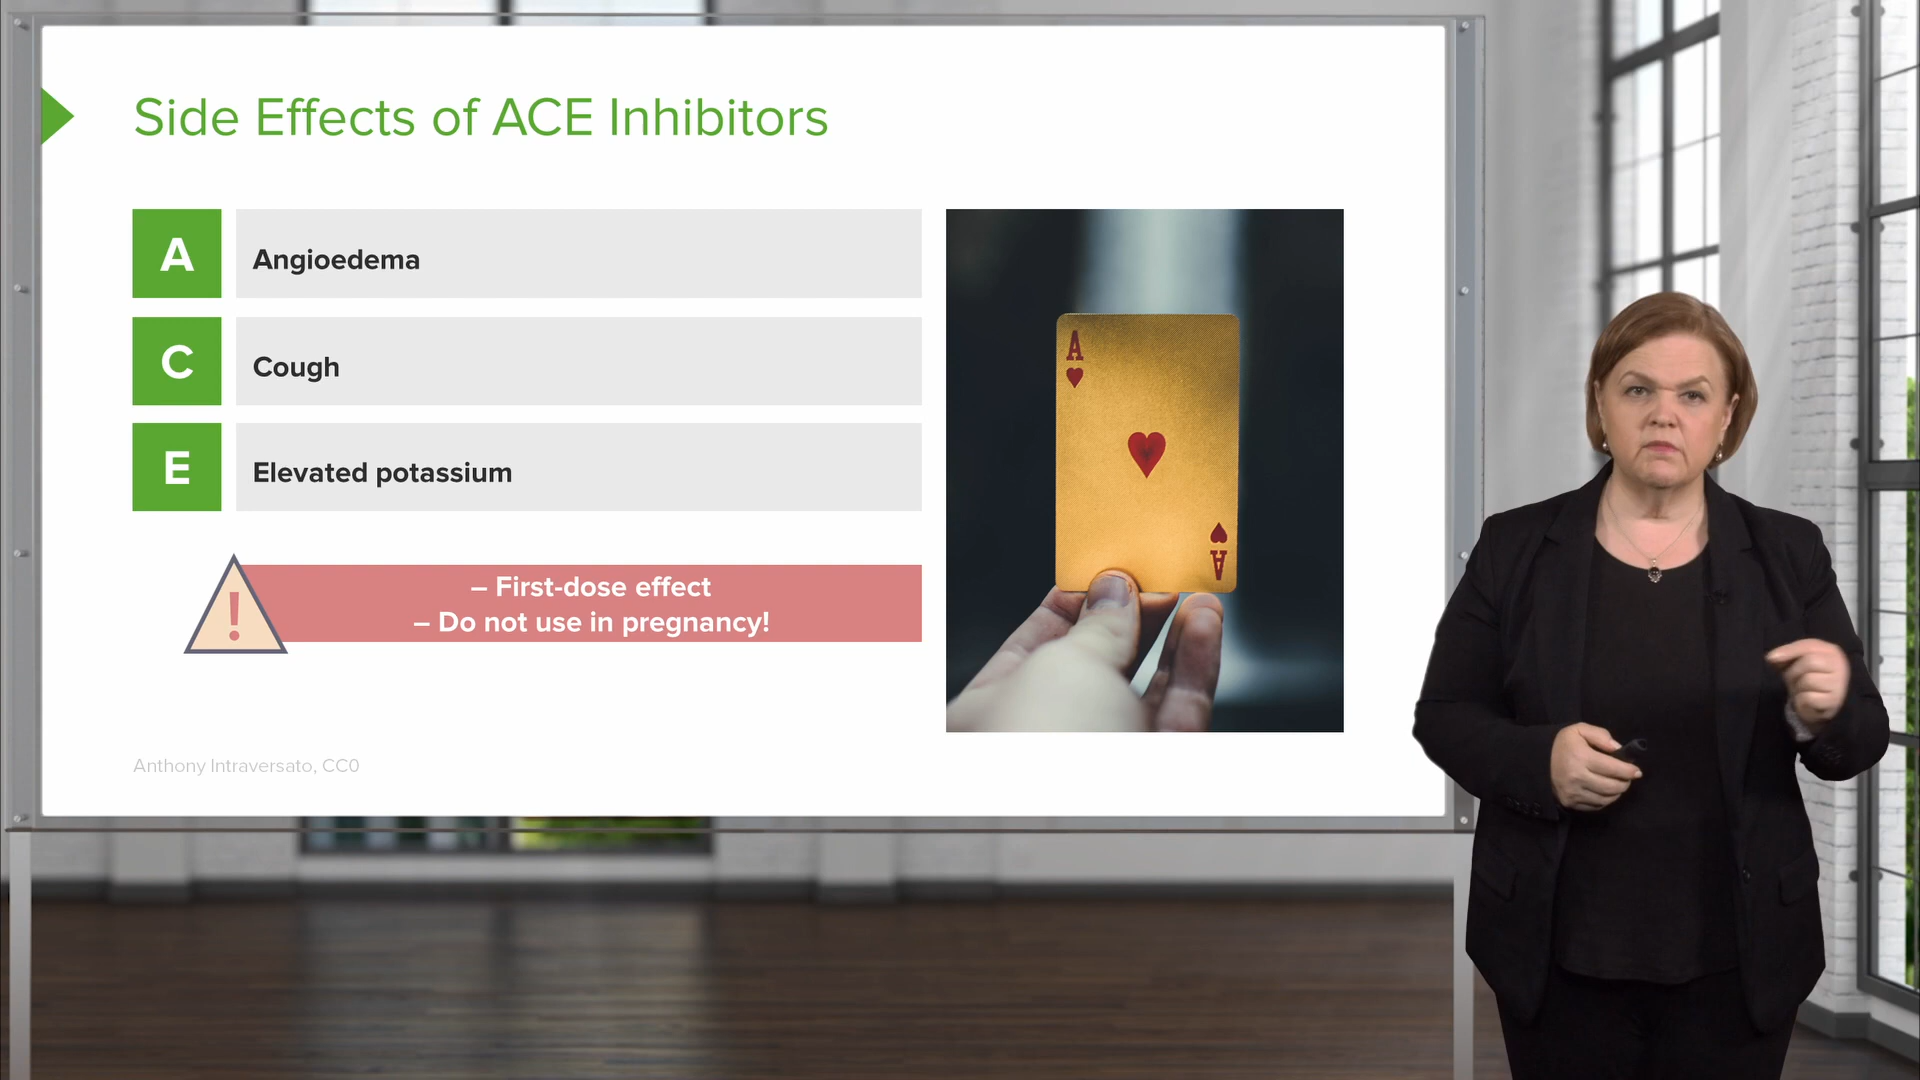 Side Effects of ACE Inhibitors
A
Angioedema
C
Cough
E
Elevated potassium
!
– First-dose effect
– Do not use in pregnancy!
A
A
Anthony Intraversato, CC0